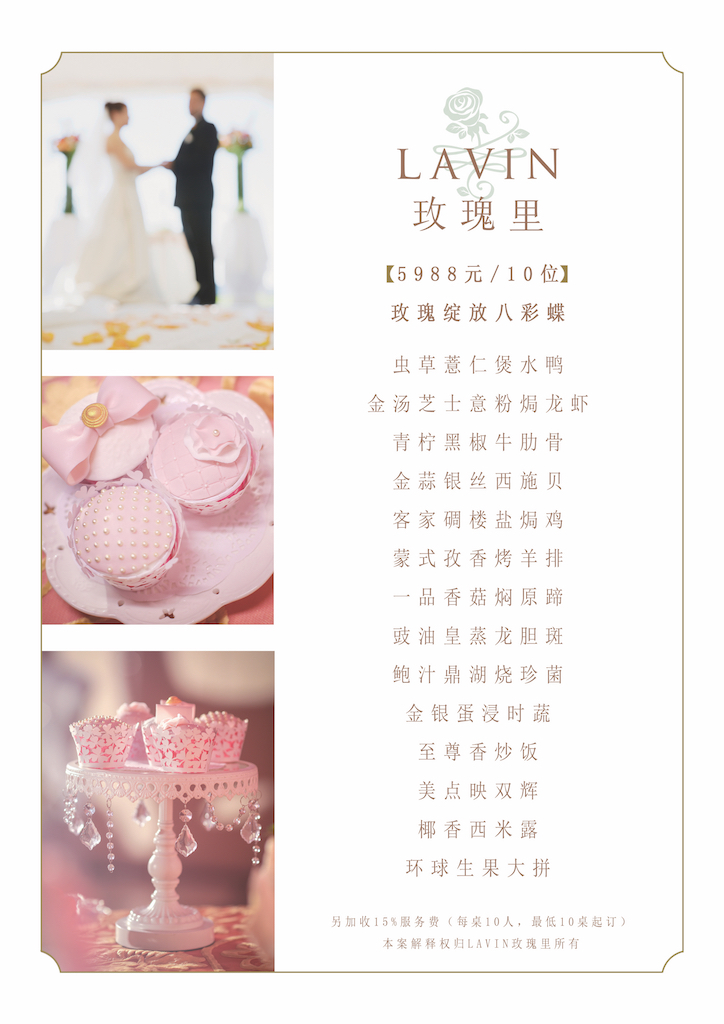 LAVIN
玫瑰里
【5988元/10位】
玫瑰绽放八彩蝶
虫草薏仁煲水鸭
金汤芝士意粉焗龙虾
青柠黑椒牛肋骨
金蒜银丝西施贝
客家碉楼盐焗鸡
蒙式孜香烤羊排
一品香菇焖原蹄
豉油皇蒸龙胆斑
鲍汁鼎湖烧珍菌
金银蛋浸时蔬
至尊香炒饭
美点映双辉
椰香西米露
环球生果大拼
另加收15%服务费（每桌10人，最低10桌起订）
本案解释权归LAVIN玫瑰里所有